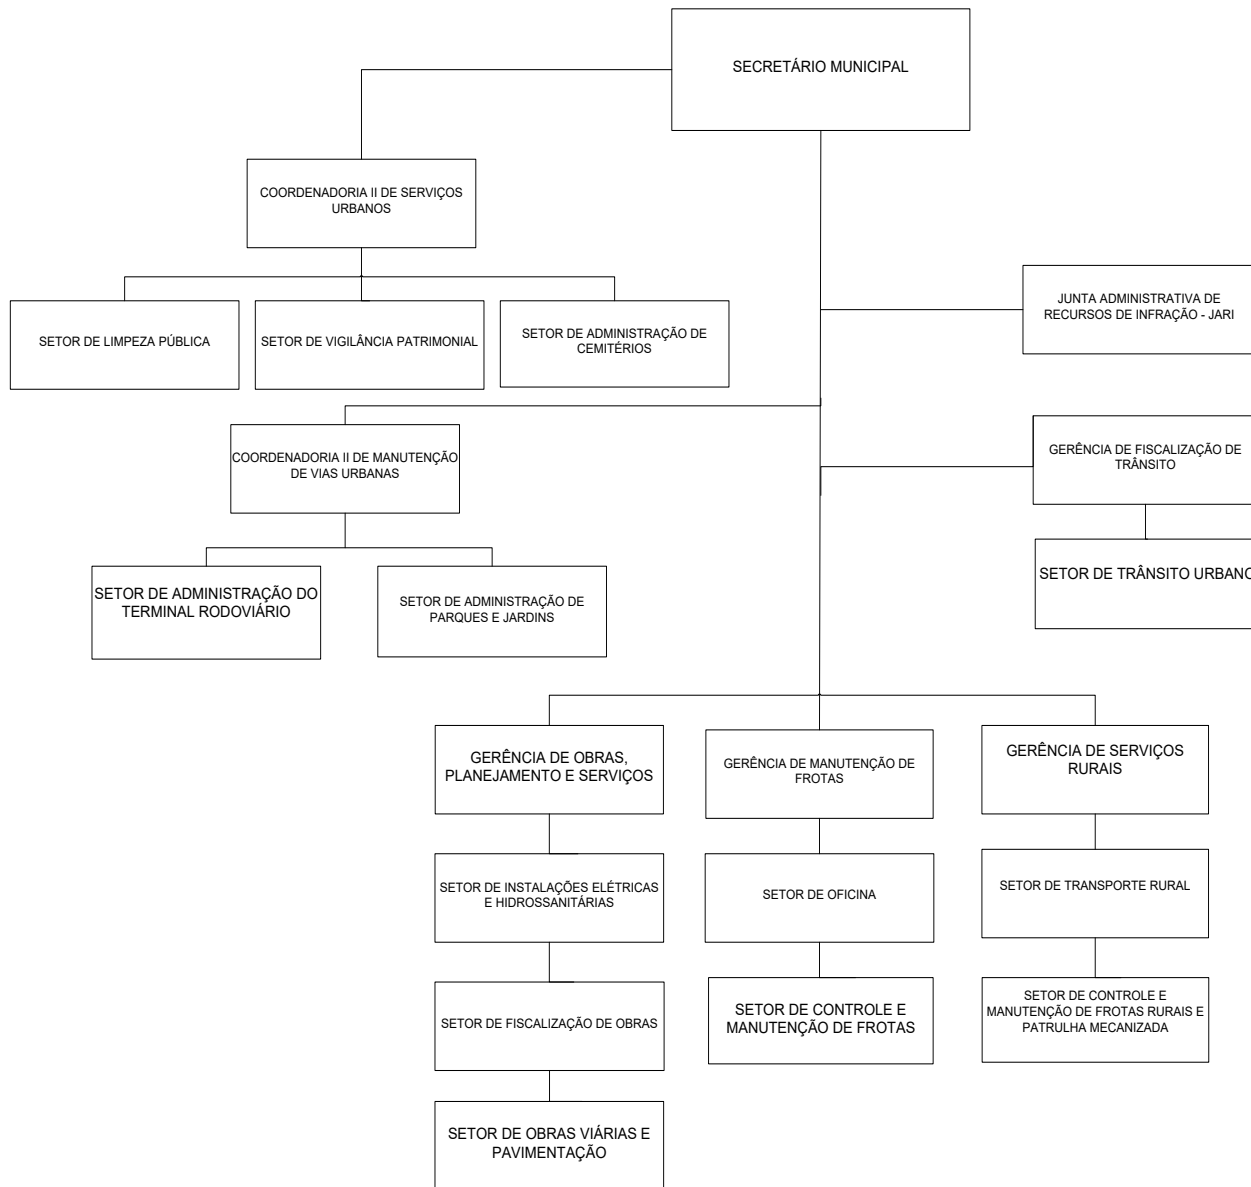 SECRETÁRIO MUNICIPAL
COORDENADORIA II DE SERVIÇOS
URBANOS
SETOR DE LIMPEZA PÚBLICA
SETOR DE VIGILÂNCIA PATRIMONIAL
SETOR DE ADMINISTRAÇÃO DE
CEMITÉRIOS
JUNTA ADMINISTRATIVA DE
RECURSOS DE INFRAÇÃO - JARI
COORDENADORIA II DE MANUTENÇÃO
DE VIAS URBANAS
GERÊNCIA DE FISCALIZAÇÃO DE
TRÂNSITO
SETOR DE TRÂNSITO URBANO
SETOR DE ADMINISTRAÇÃO DO
TERMINAL RODOVIÁRIO
SETOR DE ADMINISTRAÇÃO DE
PARQUES E JARDINS
GERÊNCIA DE OBRAS,
PLANEJAMENTO E SERVIÇOS
GERÊNCIA DE MANUTENÇÃO DE
FROTAS
GERÊNCIA DE SERVIÇOS
RURAIS
SETOR DE INSTALAÇÕES ELÉTRICAS
E HIDROSSANITÁRIAS
SETOR DE OFICINA
SETOR DE TRANSPORTE RURAL
SETOR DE FISCALIZAÇÃO DE OBRAS
SETOR DE CONTROLE E
MANUTENÇÃO DE FROTAS
SETOR DE CONTROLE E
MANUTENÇÃO DE FROTAS RURAIS E
PATRULHA MECANIZADA
SETOR DE OBRAS VIÁRIAS E
PAVIMENTAÇÃO